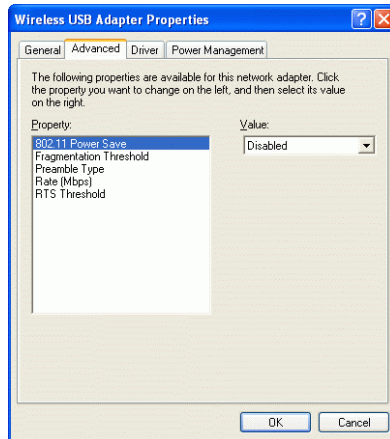 Wireless USB Adapter Properties
General Advanced Driver Power Management
The following properties are available for this network adapter. Click
the property you want to change on the left, and then select its value
on the right.
Property: Value:
802.11 Power Save Disabled
Fragmentation Threshold
Preamble Type
Rate (Mbps)
RTS Threshold
OK Cancel